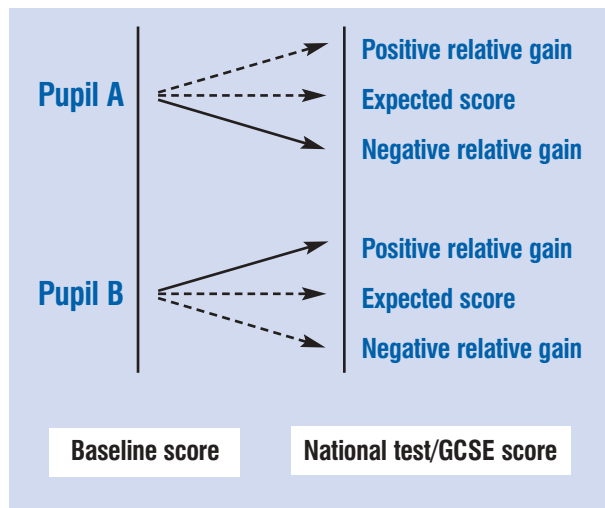 Positive relative gain
Pupil A
Expected score
Negative relative gain
Positive relative gain
Pupil B
Expected score
Negative relative gain
Baseline score
National test/GCSE score